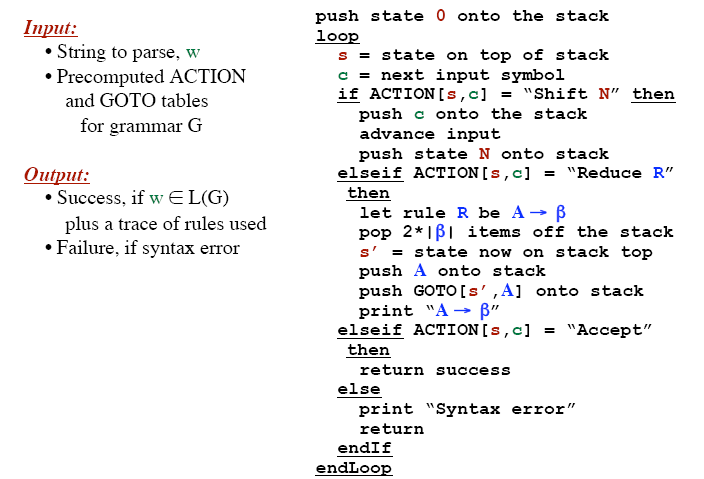 Input:
• String to parse, w
• Precomputed ACTION
and GOTO tables
for grammar G
Output:
• Success, if w ∈ L(G)
plus a trace of rules used
• Failure, if syntax error
push state 0 onto the stack
loop
s = state on top of stack
c = next input symbol
if ACTION[s,c] = “Shift N” then
push c onto the stack
advance input
push state N onto stack
elseif ACTION[s,c] = “Reduce R”
then
let rule R be A → β
pop 2*|β| items off the stack
s’ = state now on stack top
push A onto stack
push GOTO[s’,A] onto stack
print “A → β”
elseif ACTION[s,c] = “Accept”
then
return success
else
print “Syntax error”
return
endIf
endLoop